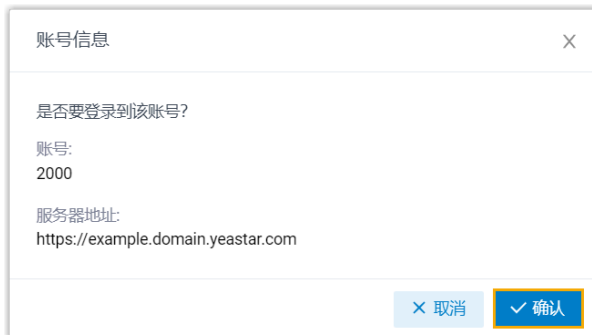 账号信息
是否要登录到该账号?
账号:
2000
服务器地址:
https://example.domain.yeastar.com
取消 确认